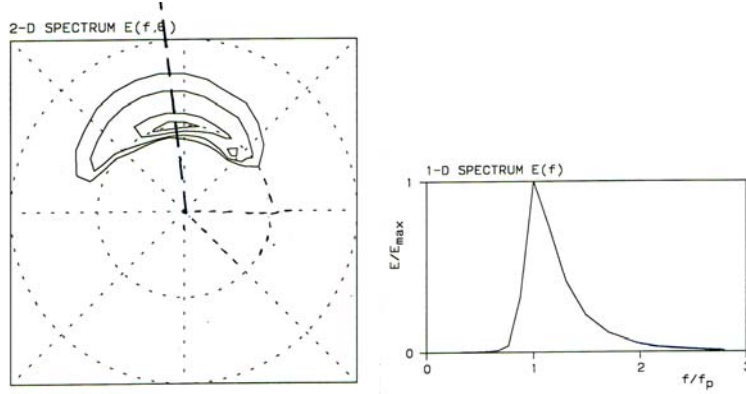 2-D SPECTRUM E(f,θ)
1-D SPECTRUM E(f)
1
E/Emax
0
0
1
2
3
f/fp